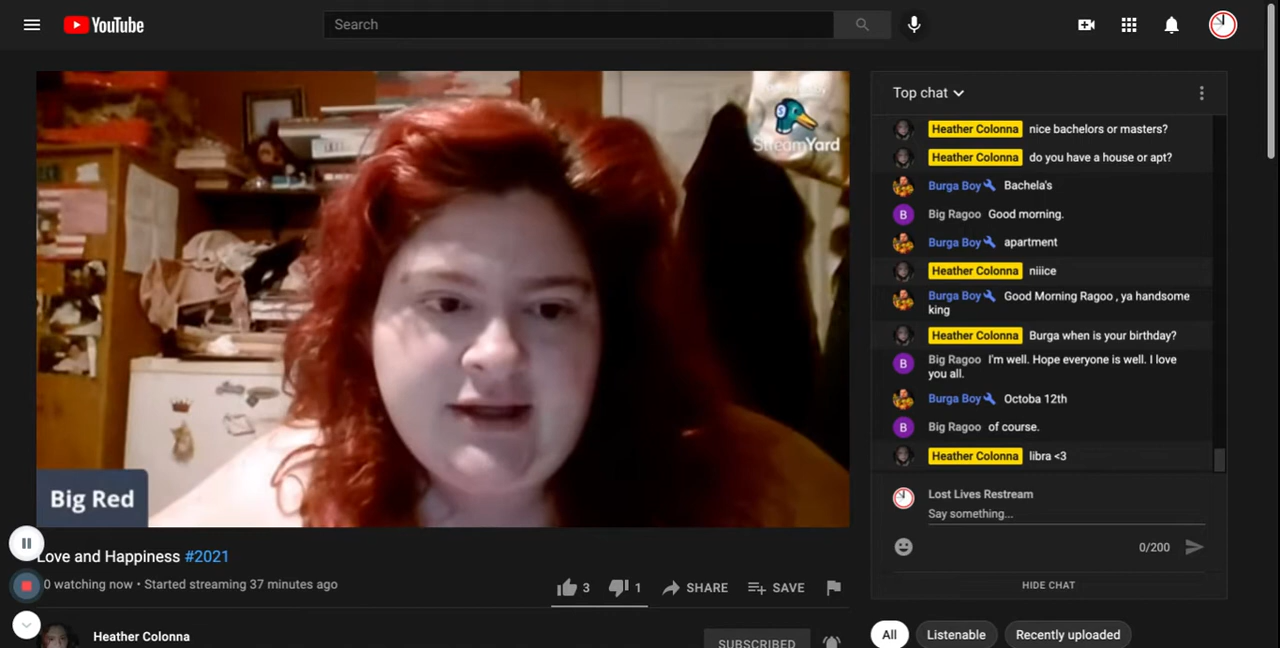 YouTube
Search
StreamYard
Big Red
Love and Happiness #2021
0 watching now • Started streaming 37 minutes ago
3
1
SHARE
SAVE
Heather Colonna
SUBSCRIBED
Top chat
Heather Colonna nice bachelors or masters?
Heather Colonna do you have a house or apt?
Burga Boy Bachela's
B Big Ragoo Good morning.
Burga Boy apartment
Heather Colonna niiice
Burga Boy Good Morning Ragoo , ya handsome
king
Heather Colonna Burga when is your birthday?
B Big Ragoo I'm well. Hope everyone is well. I love
you all.
Burga Boy Octoba 12th
B Big Ragoo of course.
Heather Colonna libra <3
Lost Lives Restream
Say something...
0/200
HIDE CHAT
All
Listenable
Recently uploaded